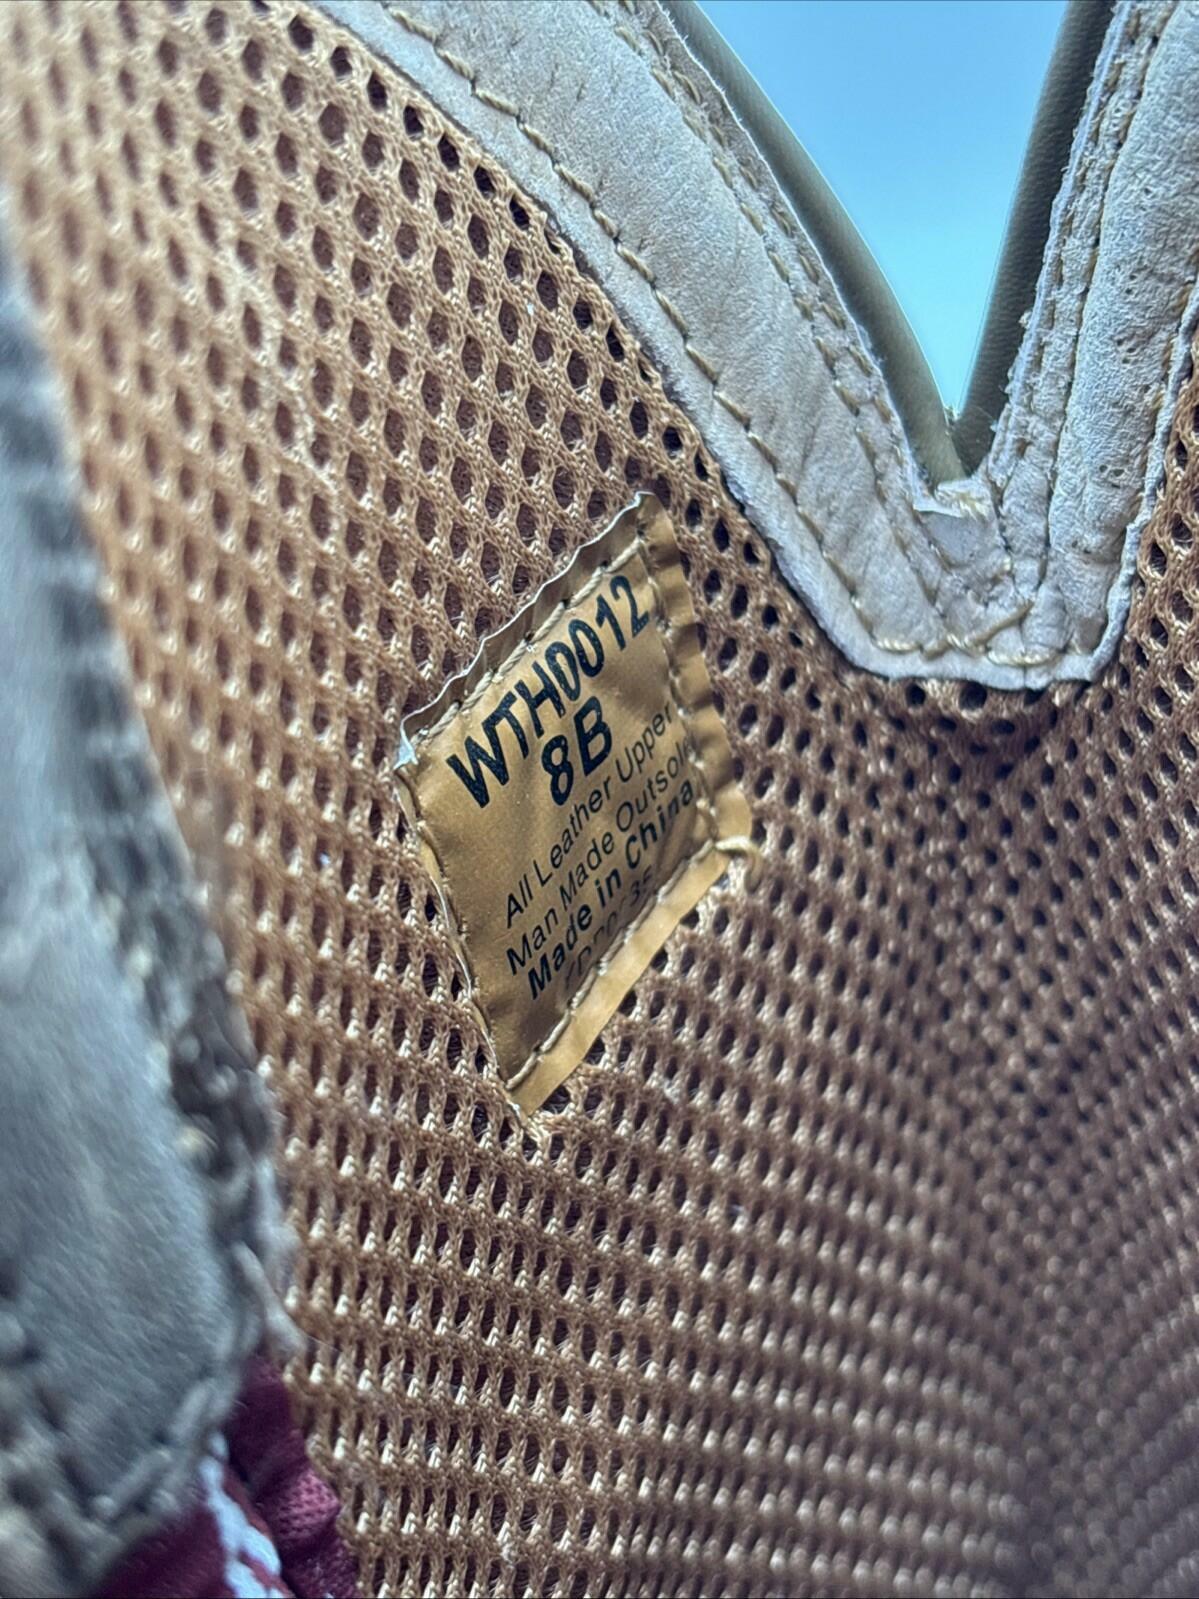 WTH0012
8B
All Leather Upper
Man Made Outsole
Made in China